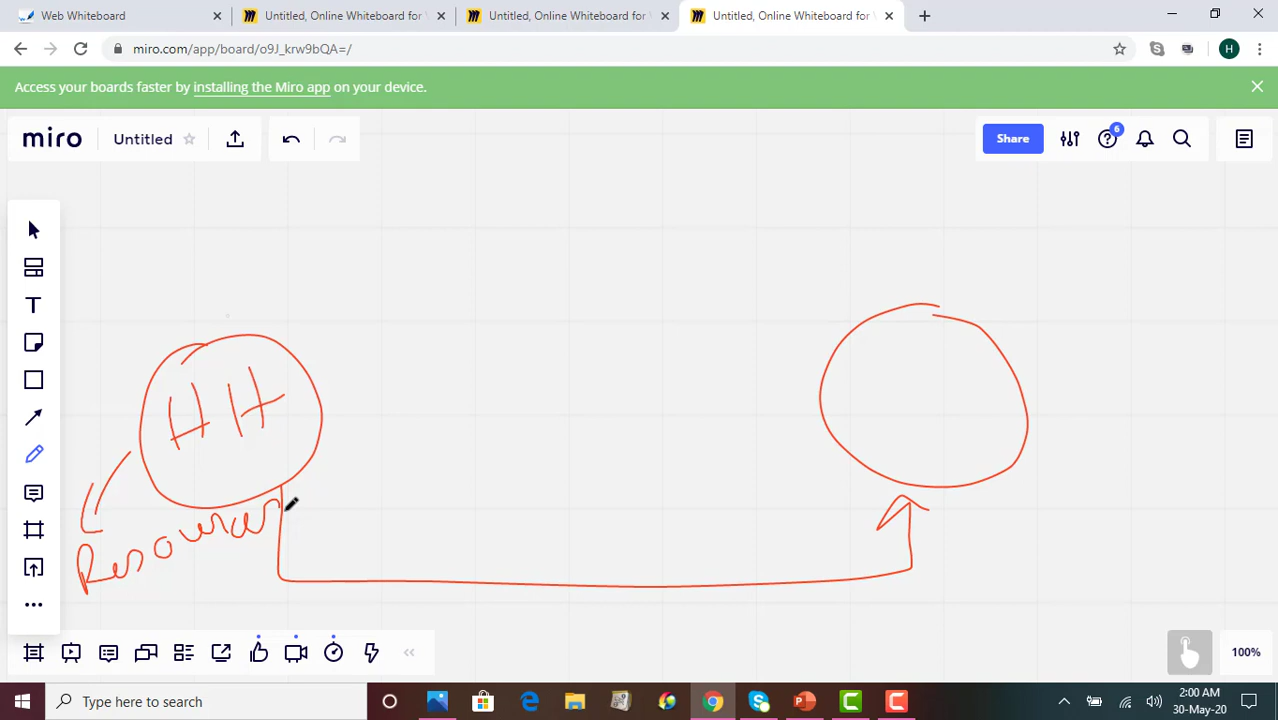 Web Whiteboard
Untitled, Online Whiteboard for
Untitled, Online Whiteboard for
Untitled, Online Whiteboard for
miro.com/app/board/o9J_krw9bQA=/
H
Access your boards faster by installing the Miro app on your device.
miro
Untitled
Share
6
T
HH
Resources
100%
Type here to search
2:00 AM
30-May-20